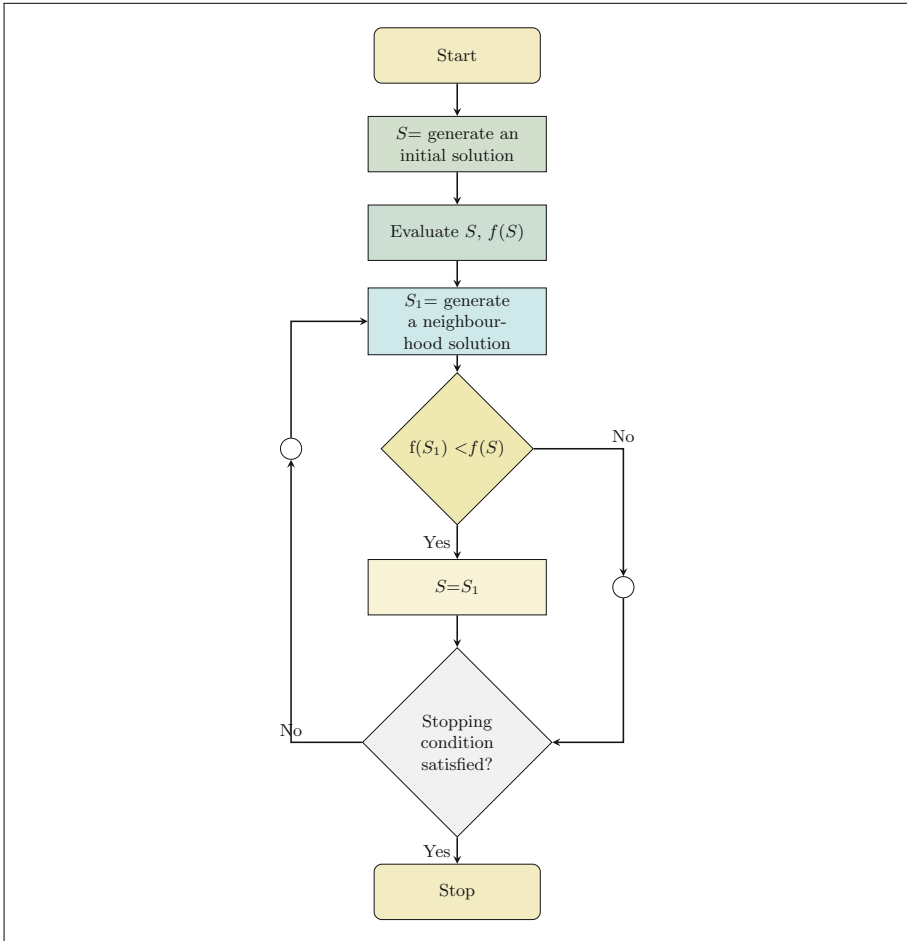 Start
S= generate an
initial solution
Evaluate S, f(S)
S₁= generate
a neighbour-
hood solution
f(S₁) <f(S)
No
Yes
S=S₁
Stopping
condition
satisfied?
No
Yes
Stop